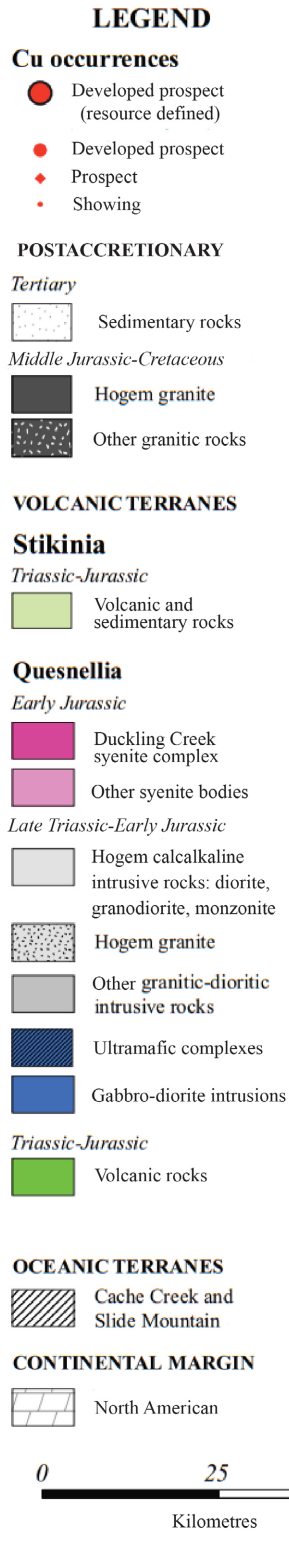 LEGEND
Cu occurrences
Developed prospect
(resource defined)
Developed prospect
Prospect
Showing
POSTACCRETIONARY
Tertiary
Sedimentary rocks
Middle Jurassic-Cretaceous
Hogem granite
Other granitic rocks
VOLCANIC TERRANES
Stikinia
Triassic-Jurassic
Volcanic and
sedimentary rocks
Quesnellia
Early Jurassic
Duckling Creek
syenite complex
Other syenite bodies
Late Triassic-Early Jurassic
Hogem calcalkaline
intrusive rocks: diorite,
granodiorite, monzonite
Hogem granite
Other granitic-dioritic
intrusive rocks
Ultramafic complexes
Gabbro-diorite intrusions
Triassic-Jurassic
Volcanic rocks
OCEANIC TERRANES
Cache Creek and
Slide Mountain
CONTINENTAL MARGIN
North American
0 25
Kilometres